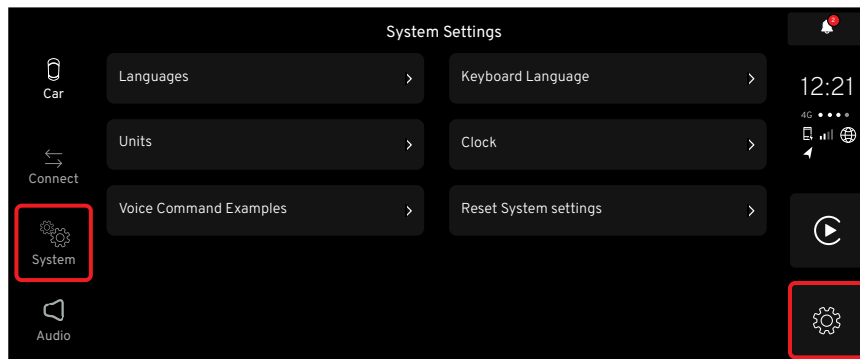 System Settings
2
Car
Languages
Keyboard Language
12:21
4G
Connect
Units
Clock
System
Voice Command Examples
Reset System settings
Audio